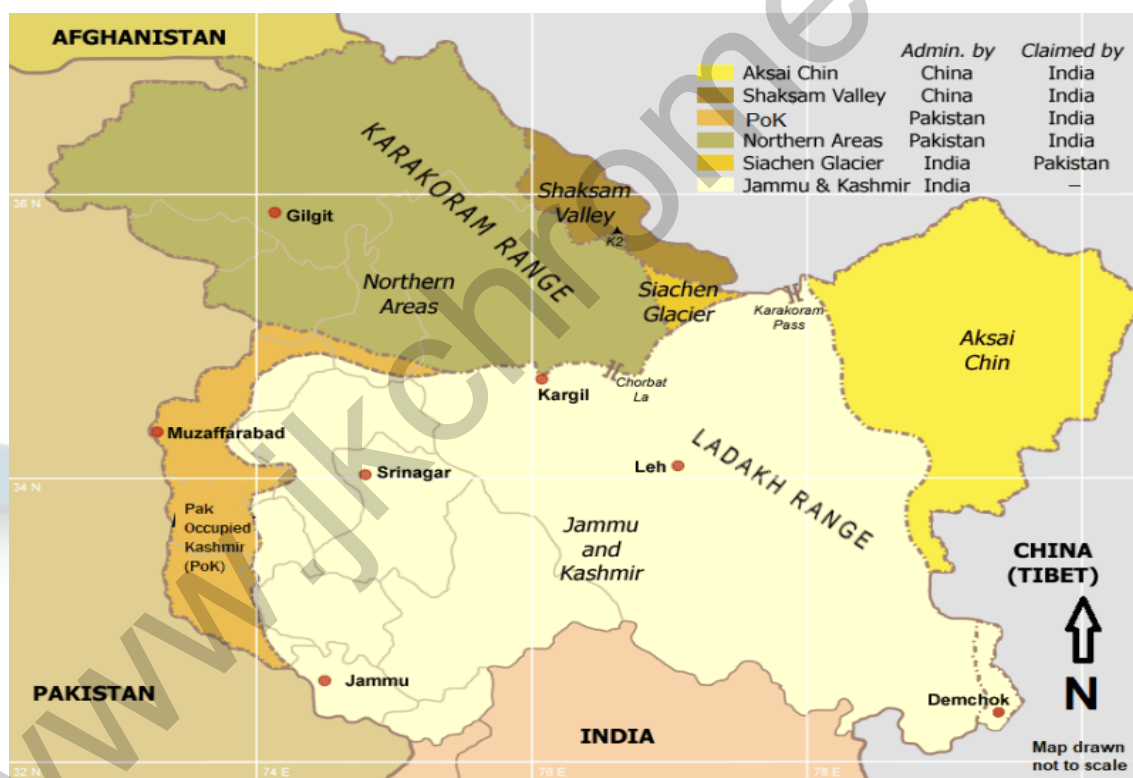 AFGHANISTAN
Admin. by Claimed by
Aksai Chin China India
Shaksam Valley China India
PoK Pakistan India
Northern Areas Pakistan India
Siachen Glacier India Pakistan
Jammu & Kashmir India –
KARAKORAM RANGE
Shaksam
Valley
K2
36 N
Gilgit
Northern
Areas
Siachen
Glacier
Karakoram
Pass
Aksai
Chin
Chorbat
La
Kargil
Muzaffarabad
Srinagar
Leh
LADAKH RANGE
34 N
Pak
Occupied
Kashmir
(PoK)
Jammu
and
Kashmir
CHINA
(TIBET)
N
Jammu
Demchok
PAKISTAN
INDIA
Map drawn
not to scale
32 N
74 E
76 E
78 E
www.jkchrome